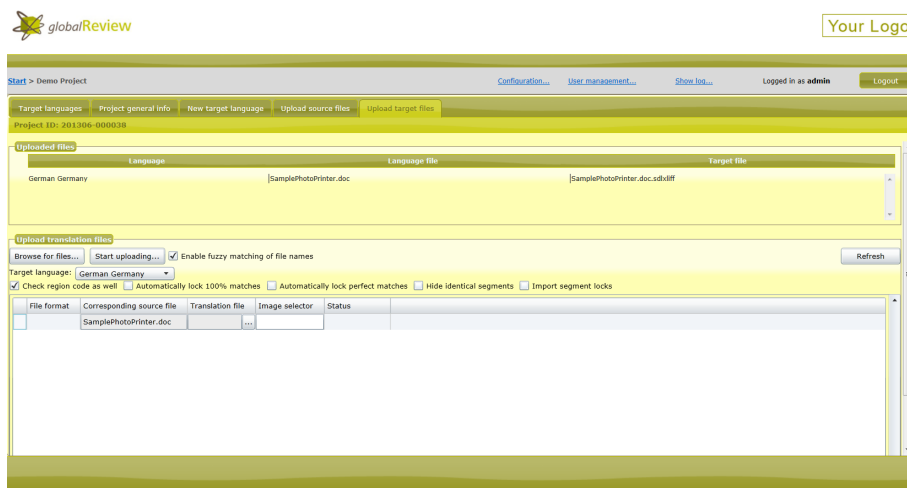 globalReview
Your Logo
Start > Demo Project Configuration... User management... Show log... Logged in as admin Logout
Target languages Project general info New target language Upload source files Upload target files
Project ID: 201306-000038
Uploaded files
Language Language file Target file
German Germany SamplePhotoPrinter.doc SamplePhotoPrinter.doc.sdlxliff
Upload translation files
Browse for files... Start uploading... Enable fuzzy matching of file names Refresh
Target language: German Germany
Check region code as well Automatically lock 100% matches Automatically lock perfect matches Hide identical segments Import segment locks
File format Corresponding source file Translation file Image selector Status
SamplePhotoPrinter.doc ...